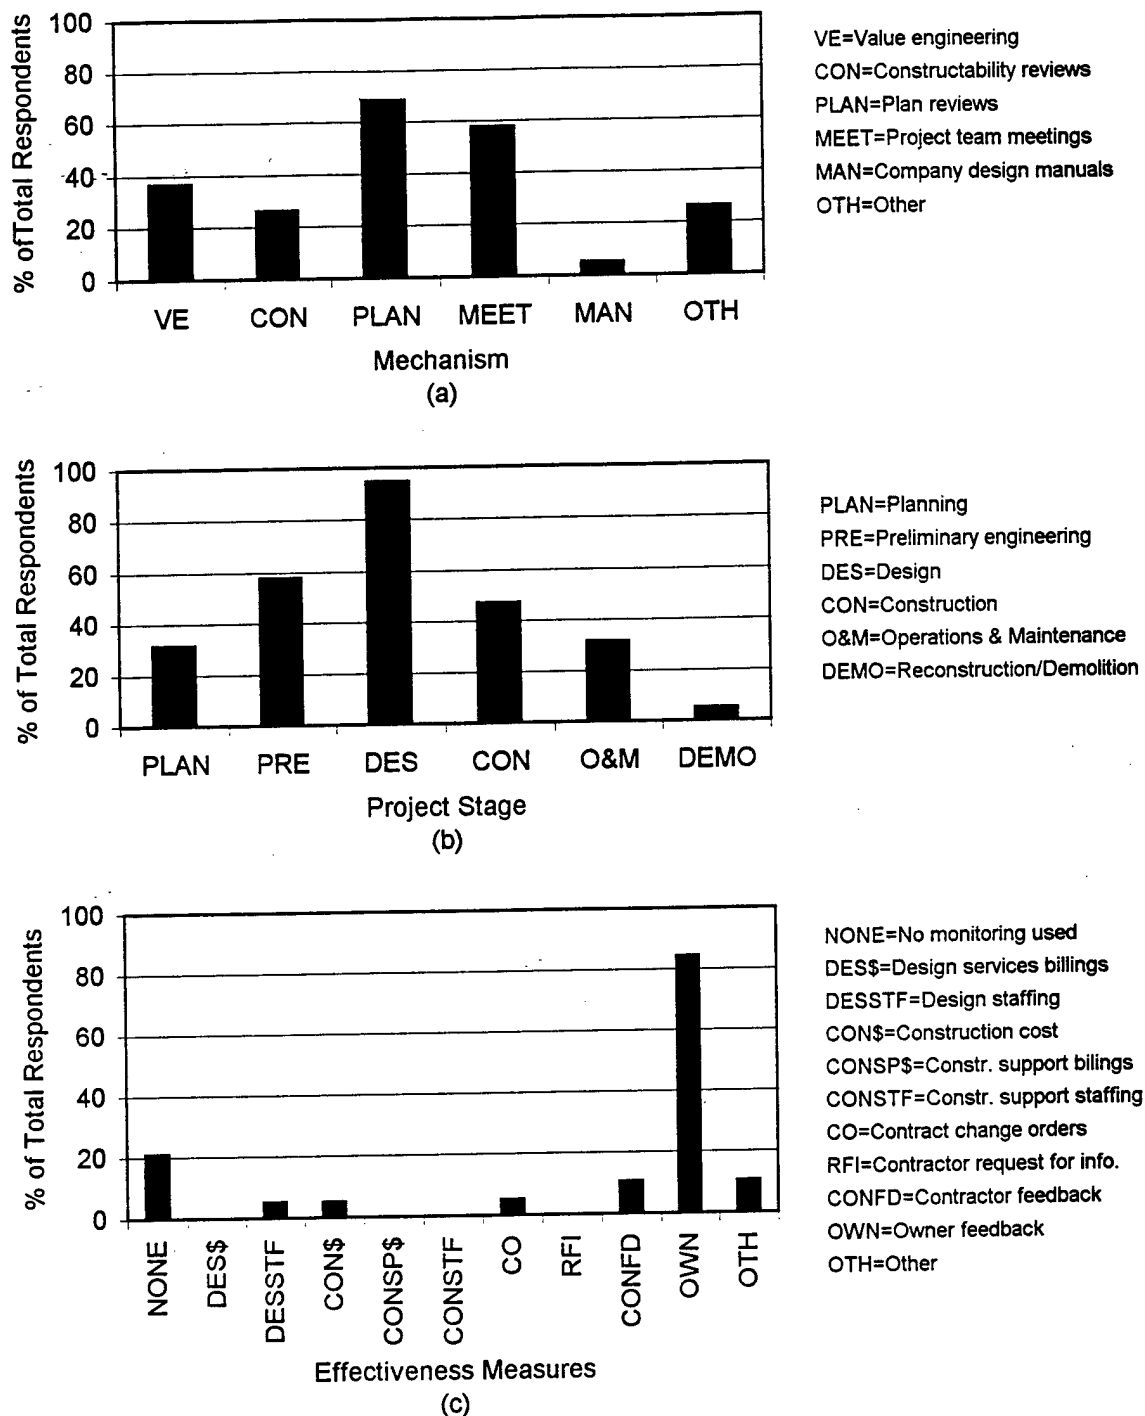 % of Total Respondents
100
80
60
40
20
0
VE CON PLAN MEET MAN OTH
Mechanism
(a)
VE=Value engineering
CON=Constructability reviews
PLAN=Plan reviews
MEET=Project team meetings
MAN=Company design manuals
OTH=Other
% of Total Respondents
100
80
60
40
20
0
PLAN PRE DES CON O&M DEMO
Project Stage
(b)
PLAN=Planning
PRE=Preliminary engineering
DES=Design
CON=Construction
O&M=Operations & Maintenance
DEMO=Reconstruction/Demolition
% of Total Respondents
100
80
60
40
20
0
NONE DES$ DESSTF CON$ CONSP$ CONSTF CO RFI CONFD OWN OTH
Effectiveness Measures
(c)
NONE=No monitoring used
DES$=Design services billings
DESSTF=Design staffing
CON$=Construction cost
CONSP$=Constr. support bilings
CONSTF=Constr. support staffing
CO=Contract change orders
RFI=Contractor request for info.
CONFD=Contractor feedback
OWN=Owner feedback
OTH=Other